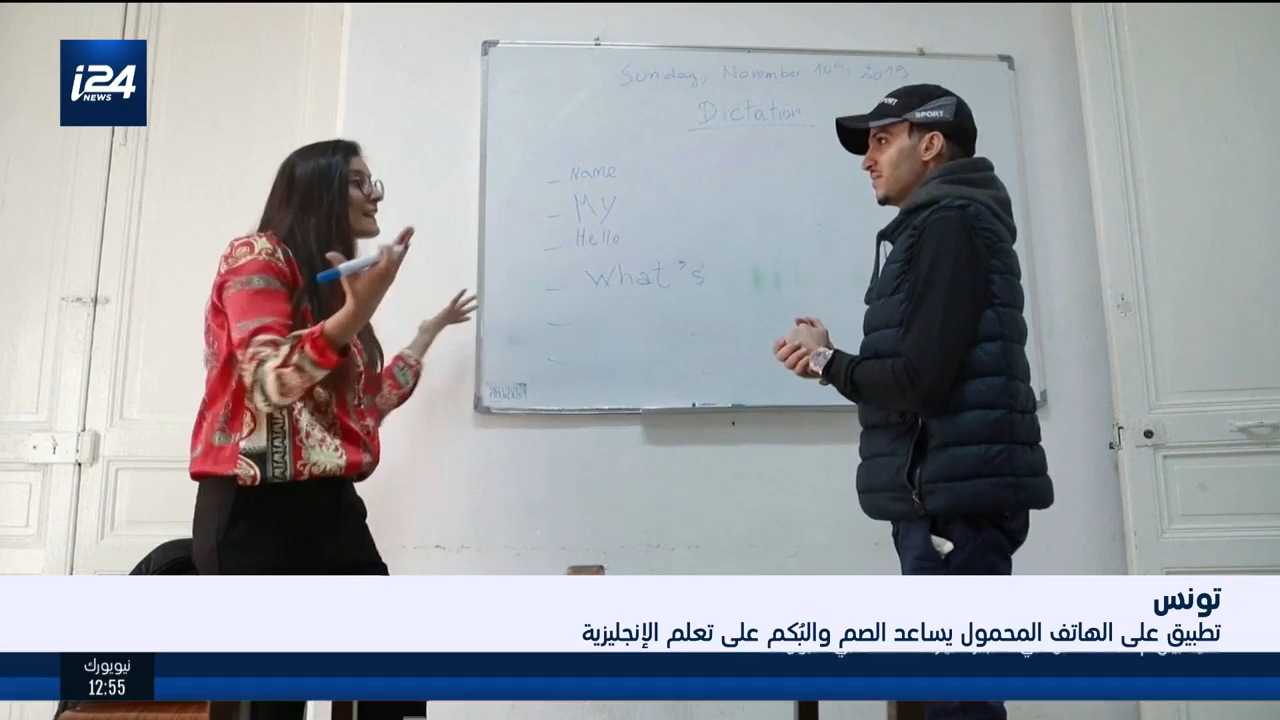 i24
NEWS
Sunday, November 10th, 2019
Dictation
Name
My
Hello
What's
SPORT
تونس
تطبيق على الهاتف المحمول يساعد الصم والبُكم على تعلم الإنجليزية
نيويورك
12:55